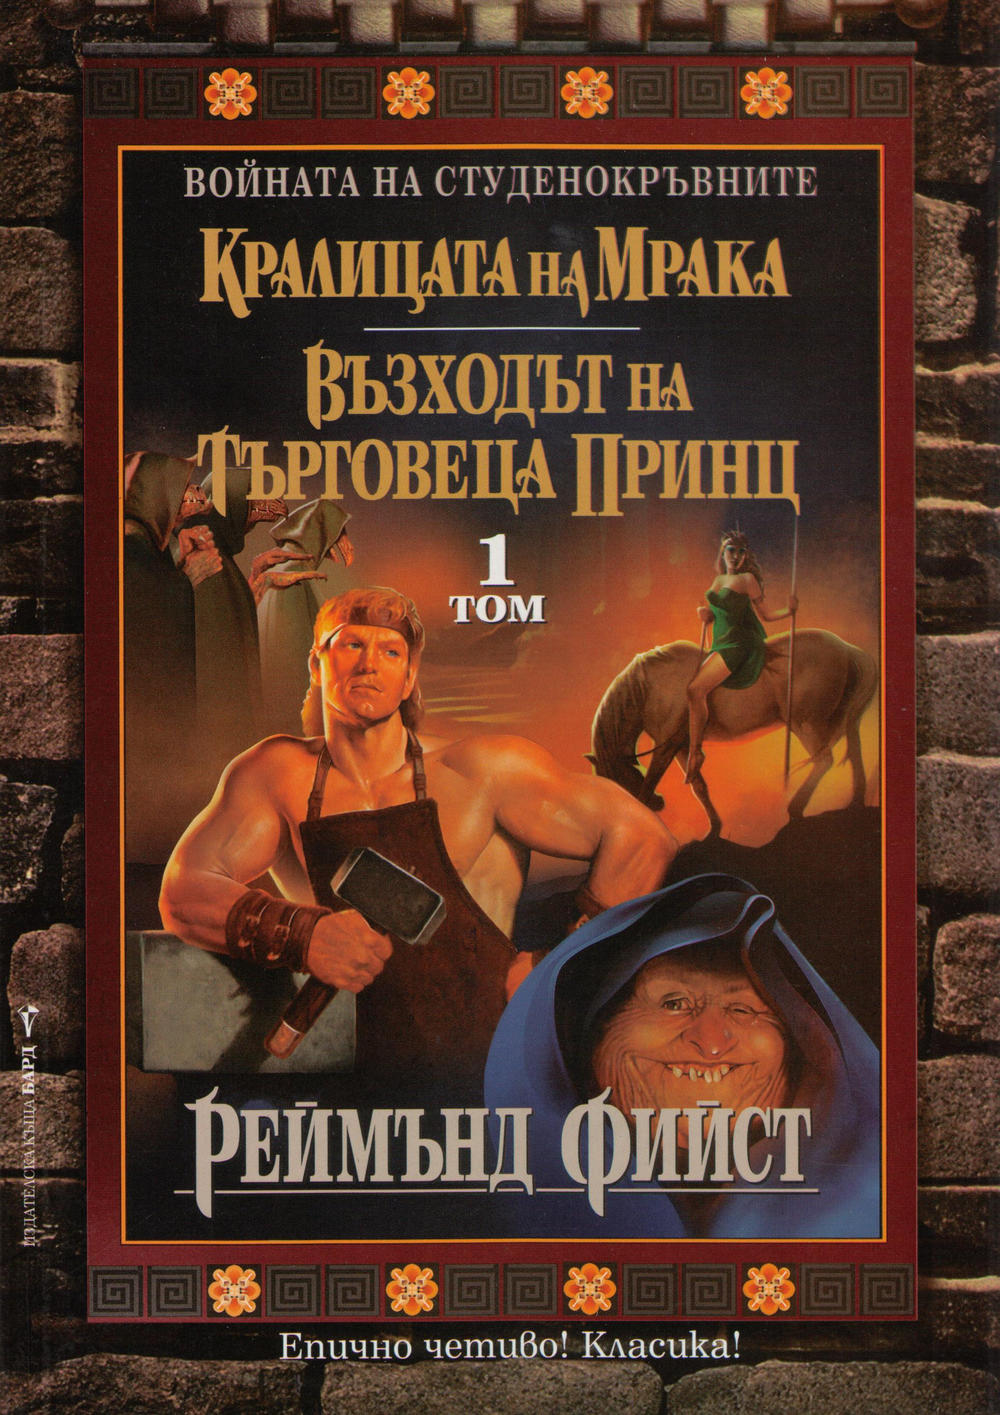 ВОЙНАТА НА СТУДЕНОКРЪВНИТЕ
КРАЛИЦАТА НА МРАКА
ВЪЗХОДЪТ НА
ТЪРГОВЕЦА ПРИНЦ
1
ТОМ
РЕЙМЪНД ФИЙСТ
Епично четиво! Класика!
ИЗДАТЕЛСКА КЪЩА БАРД